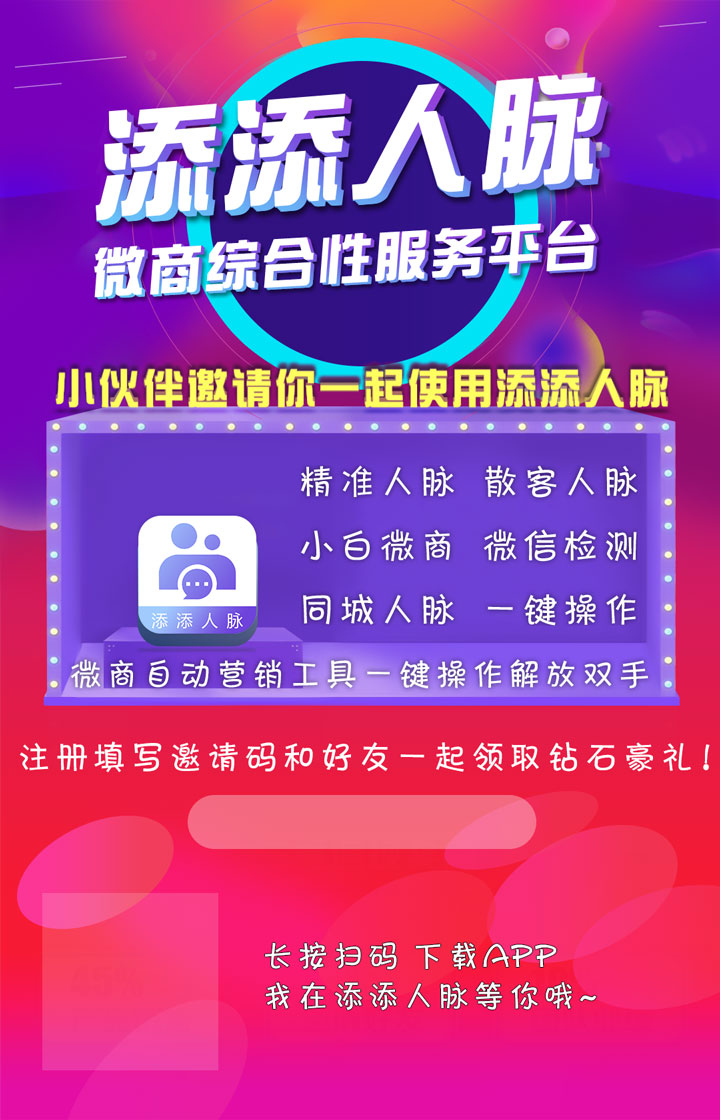 添添人脉
微商综合性服务平台
小伙伴邀请你一起使用添添人脉
精准人脉 散客人脉
小白微商 微信检测
同城人脉 一键操作
添添人脉
微商自动营销工具一键操作解放双手
注册填写邀请码和好友一起领取钻石豪礼!
长按扫码 下载APP
我在添添人脉等你哦~